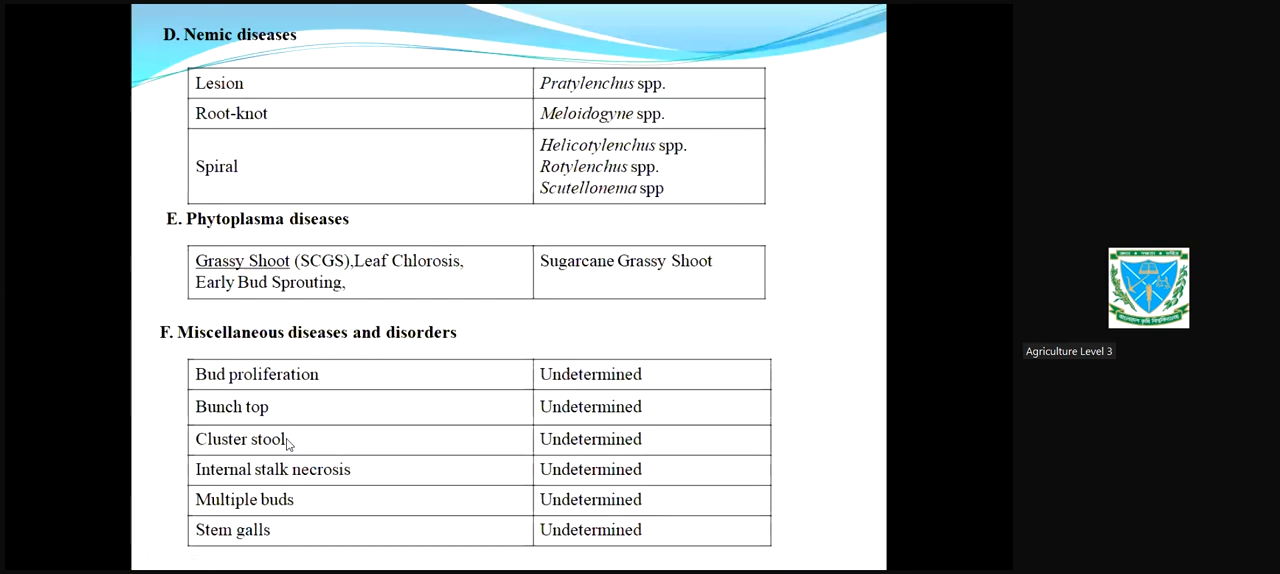 D. Nemic diseases
Lesion
Pratylenchus spp.
Root-knot
Meloidogyne spp.
Spiral
Helicotylenchus spp.
Rotylenchus spp.
Scutellonema spp
E. Phytoplasma diseases
Grassy Shoot (SCGS),Leaf Chlorosis,
Early Bud Sprouting,
Sugarcane Grassy Shoot
F. Miscellaneous diseases and disorders
Bud proliferation
Undetermined
Bunch top
Undetermined
Cluster stool
Undetermined
Internal stalk necrosis
Undetermined
Multiple buds
Undetermined
Stem galls
Undetermined
Agriculture Level 3